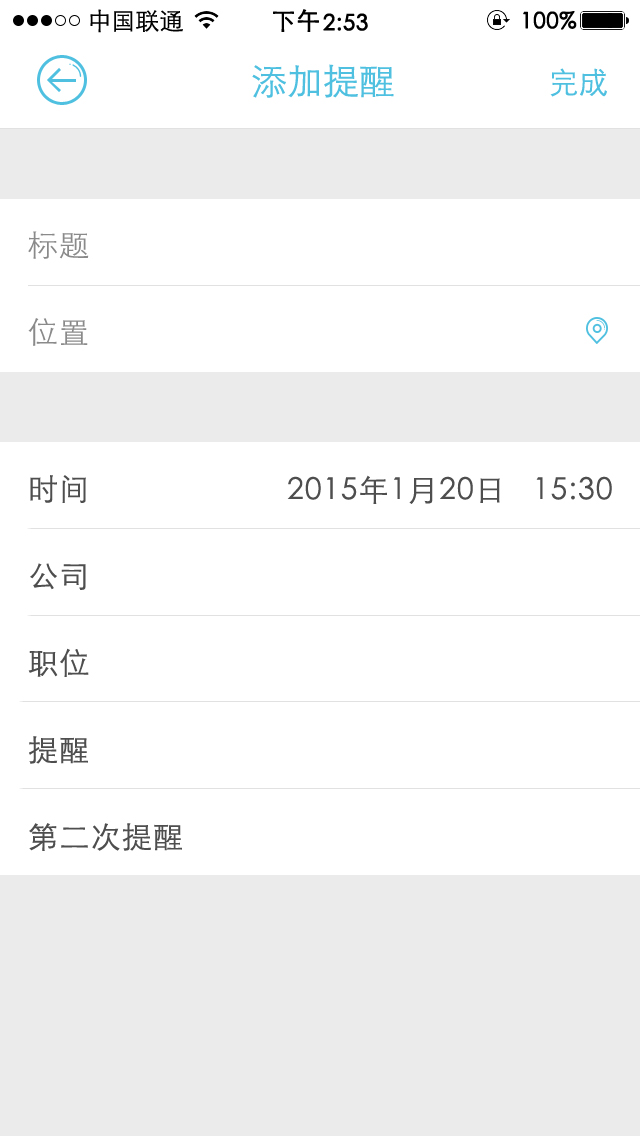 中国联通 下午2:53 100%
添加提醒 完成
标题
位置
时间 2015年1月20日 15:30
公司
职位
提醒
第二次提醒